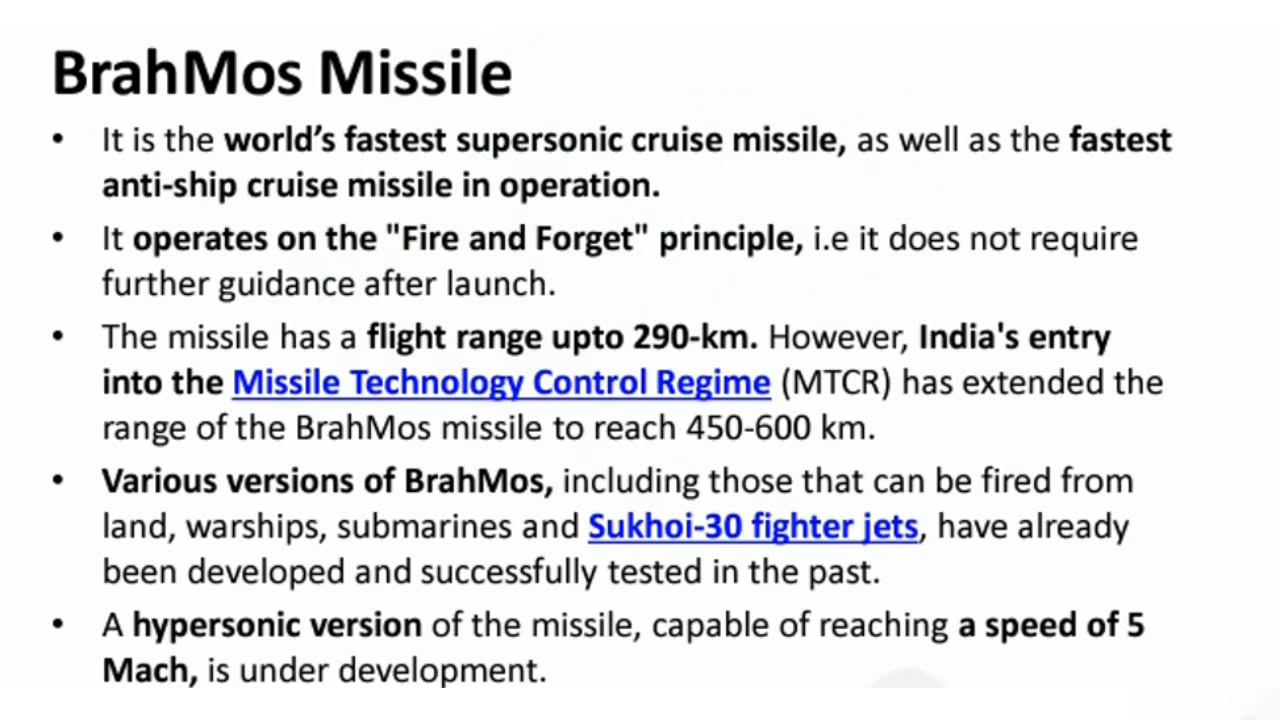 BrahMos Missile
• It is the world's fastest supersonic cruise missile, as well as the fastest
anti-ship cruise missile in operation.
• It operates on the "Fire and Forget" principle, i.e it does not require
further guidance after launch.
• The missile has a flight range upto 290-km. However, India's entry
into the Missile Technology Control Regime (MTCR) has extended the
range of the BrahMos missile to reach 450-600 km.
• Various versions of BrahMos, including those that can be fired from
land, warships, submarines and Sukhoi-30 fighter jets, have already
been developed and successfully tested in the past.
• A hypersonic version of the missile, capable of reaching a speed of 5
Mach, is under development.